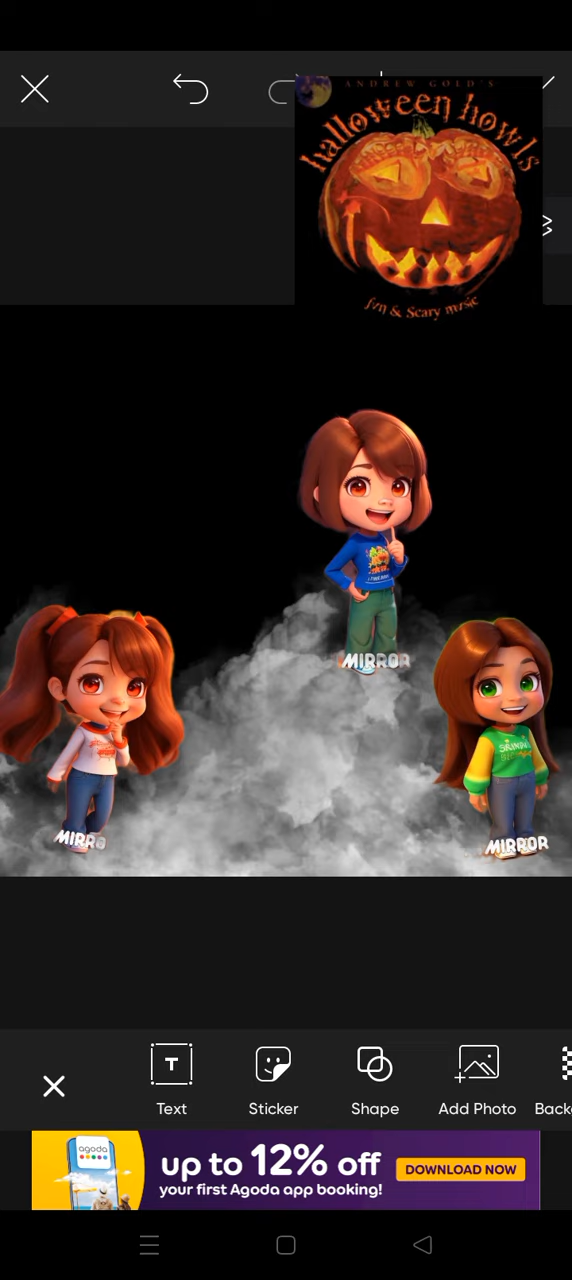 ANDREW GOLD'S
halloween howls
fun & Scary music
MIRROR
MIRRO
MIRROR
T
Text
Sticker
Shape
Add Photo
Back
agoda
up to 12% off
your first Agoda app booking!
DOWNLOAD NOW